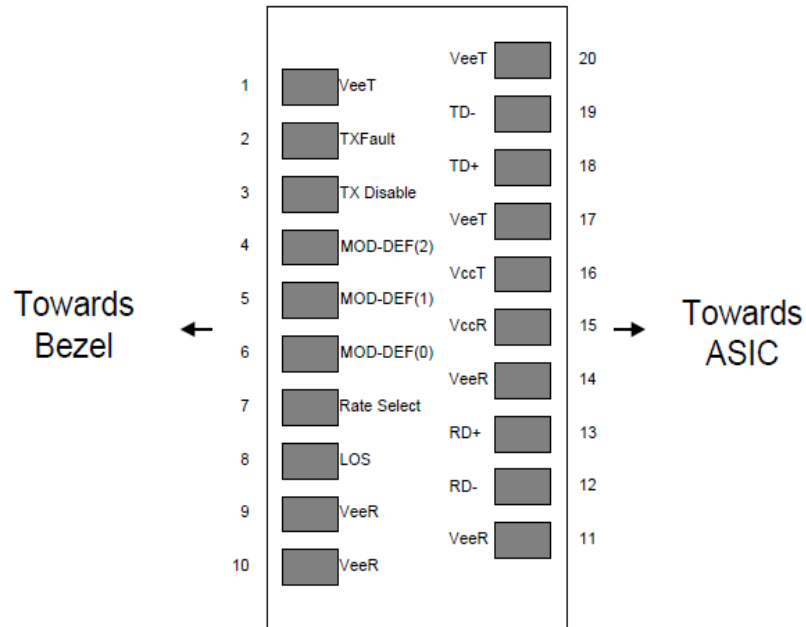 VeeT 20
1 VeeT
TD- 19
2 TXFault
TD+ 18
3 TX Disable
VeeT 17
4 MOD-DEF(2)
VccT 16
5 MOD-DEF(1)
Towards
Bezel
VccR 15
Towards
ASIC
6 MOD-DEF(0)
VeeR 14
7 Rate Select
RD+ 13
8 LOS
RD- 12
9 VeeR
VeeR 11
10 VeeR